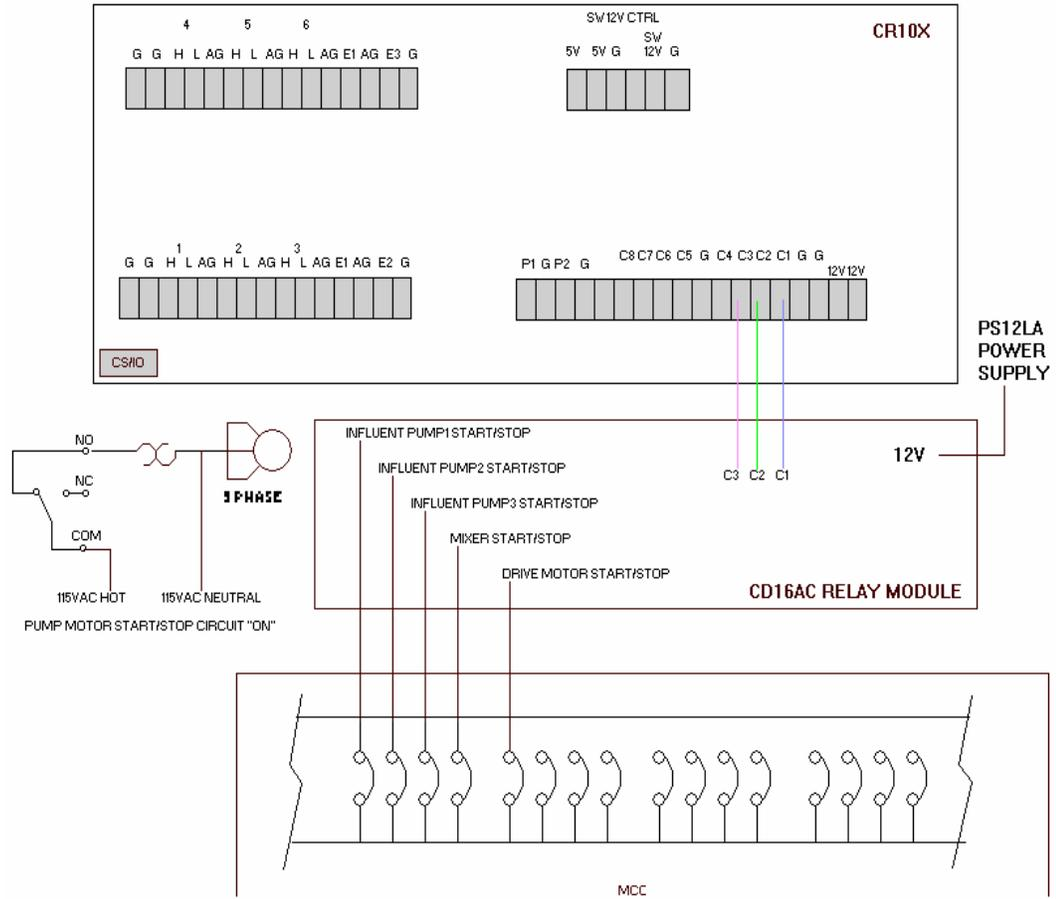 SW12V CTRL
CR10X
4 5 6
SW
G G H L AG H L AG H L AG E1 AG E3 G
5V 5V G 12V G
1 2 3
G G H L AG H L AG H L AG E1 AG E2 G
P1 G P2 G C8 C7 C6 C5 G C4 C3 C2 C1 G G
12V 12V
CS/IO
PS12LA
POWER
SUPPLY
NO
NC
COM
3 PHASE
115VAC HOT 115VAC NEUTRAL
PUMP MOTOR START/STOP CIRCUIT "ON"
INFLUENT PUMP1 START/STOP
INFLUENT PUMP2 START/STOP
INFLUENT PUMP3 START/STOP
MIXER START/STOP
DRIVE MOTOR START/STOP
12V
C3 C2 C1
CD16AC RELAY MODULE
MCC